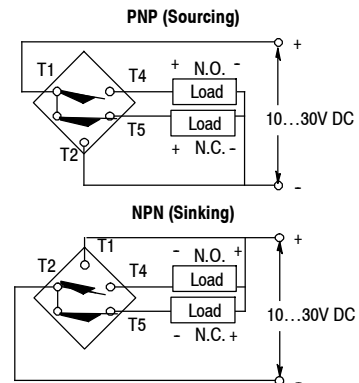 PNP (Sourcing)
+
T1
T4
+ N.O. -
Load
T5
Load
10…30V DC
T2
+ N.C. -
-
NPN (Sinking)
+
T1
T2
T4
- N.O. +
Load
T5
Load
10…30V DC
- N.C. +
-